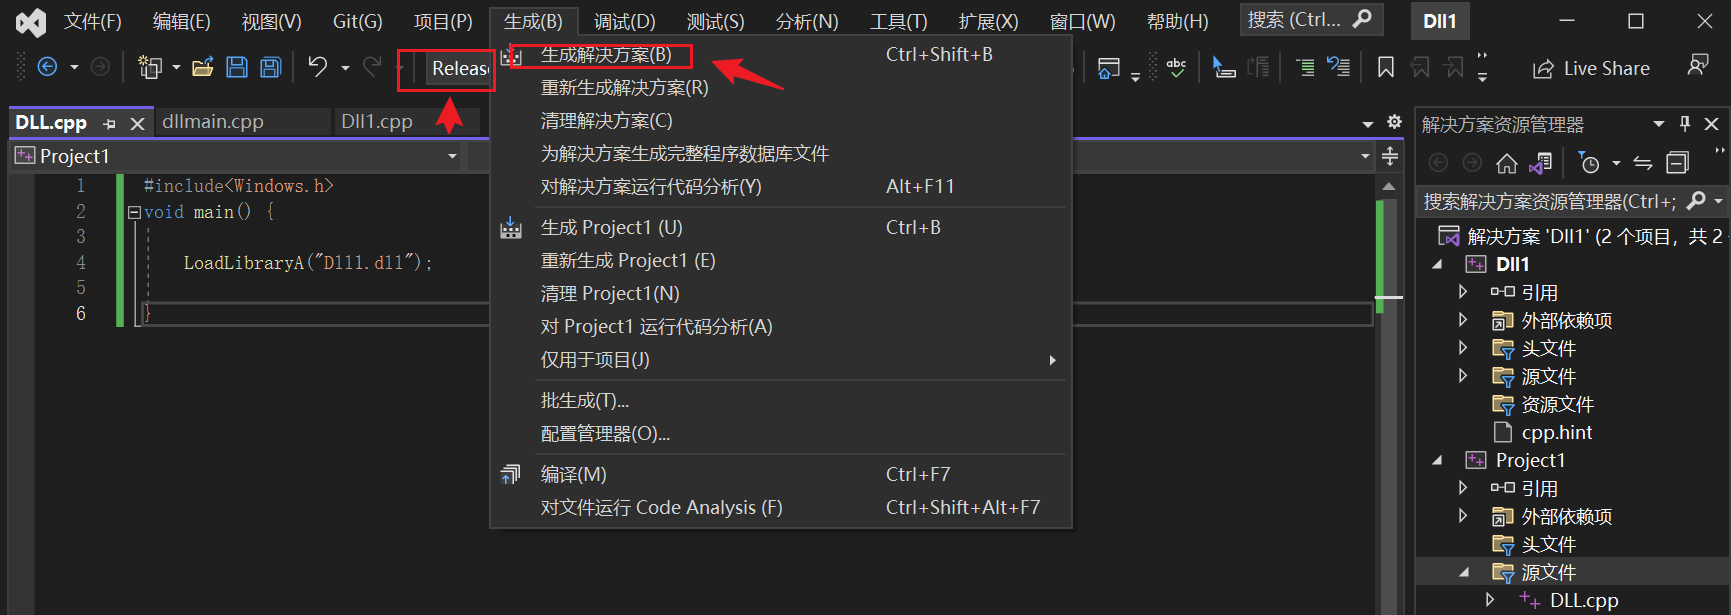 文件(F) 编辑(E) 视图(V) Git(G) 项目(P) 生成(B) 调试(D) 测试(S) 分析(N) 工具(T) 扩展(X) 窗口(W) 帮助(H) 搜索 (Ctrl... Dll1
Releas
abc
Live Share
生成解决方案(B) Ctrl+Shift+B
重新生成解决方案(R)
清理解决方案(C)
为解决方案生成完整程序数据库文件
对解决方案运行代码分析(Y) Alt+F11
生成 Project1 (U) Ctrl+B
重新生成 Project1 (E)
清理 Project1(N)
对 Project1 运行代码分析(A)
仅用于项目(J)
批生成(T)...
配置管理器(O)...
编译(M) Ctrl+F7
对文件运行 Code Analysis (F) Ctrl+Shift+Alt+F7
DLL.cpp dllmain.cpp Dll1.cpp
Project1
1 #include<Windows.h>
2 void main() {
3
4 LoadLibraryA("Dll1.dll");
5
6 }
解决方案资源管理器
搜索解决方案资源管理器(Ctrl+;
解决方案 'Dll1' (2 个项目，共 2
Dll1
引用
外部依赖项
头文件
源文件
资源文件
cpp.hint
Project1
引用
外部依赖项
头文件
源文件
DLL.cpp